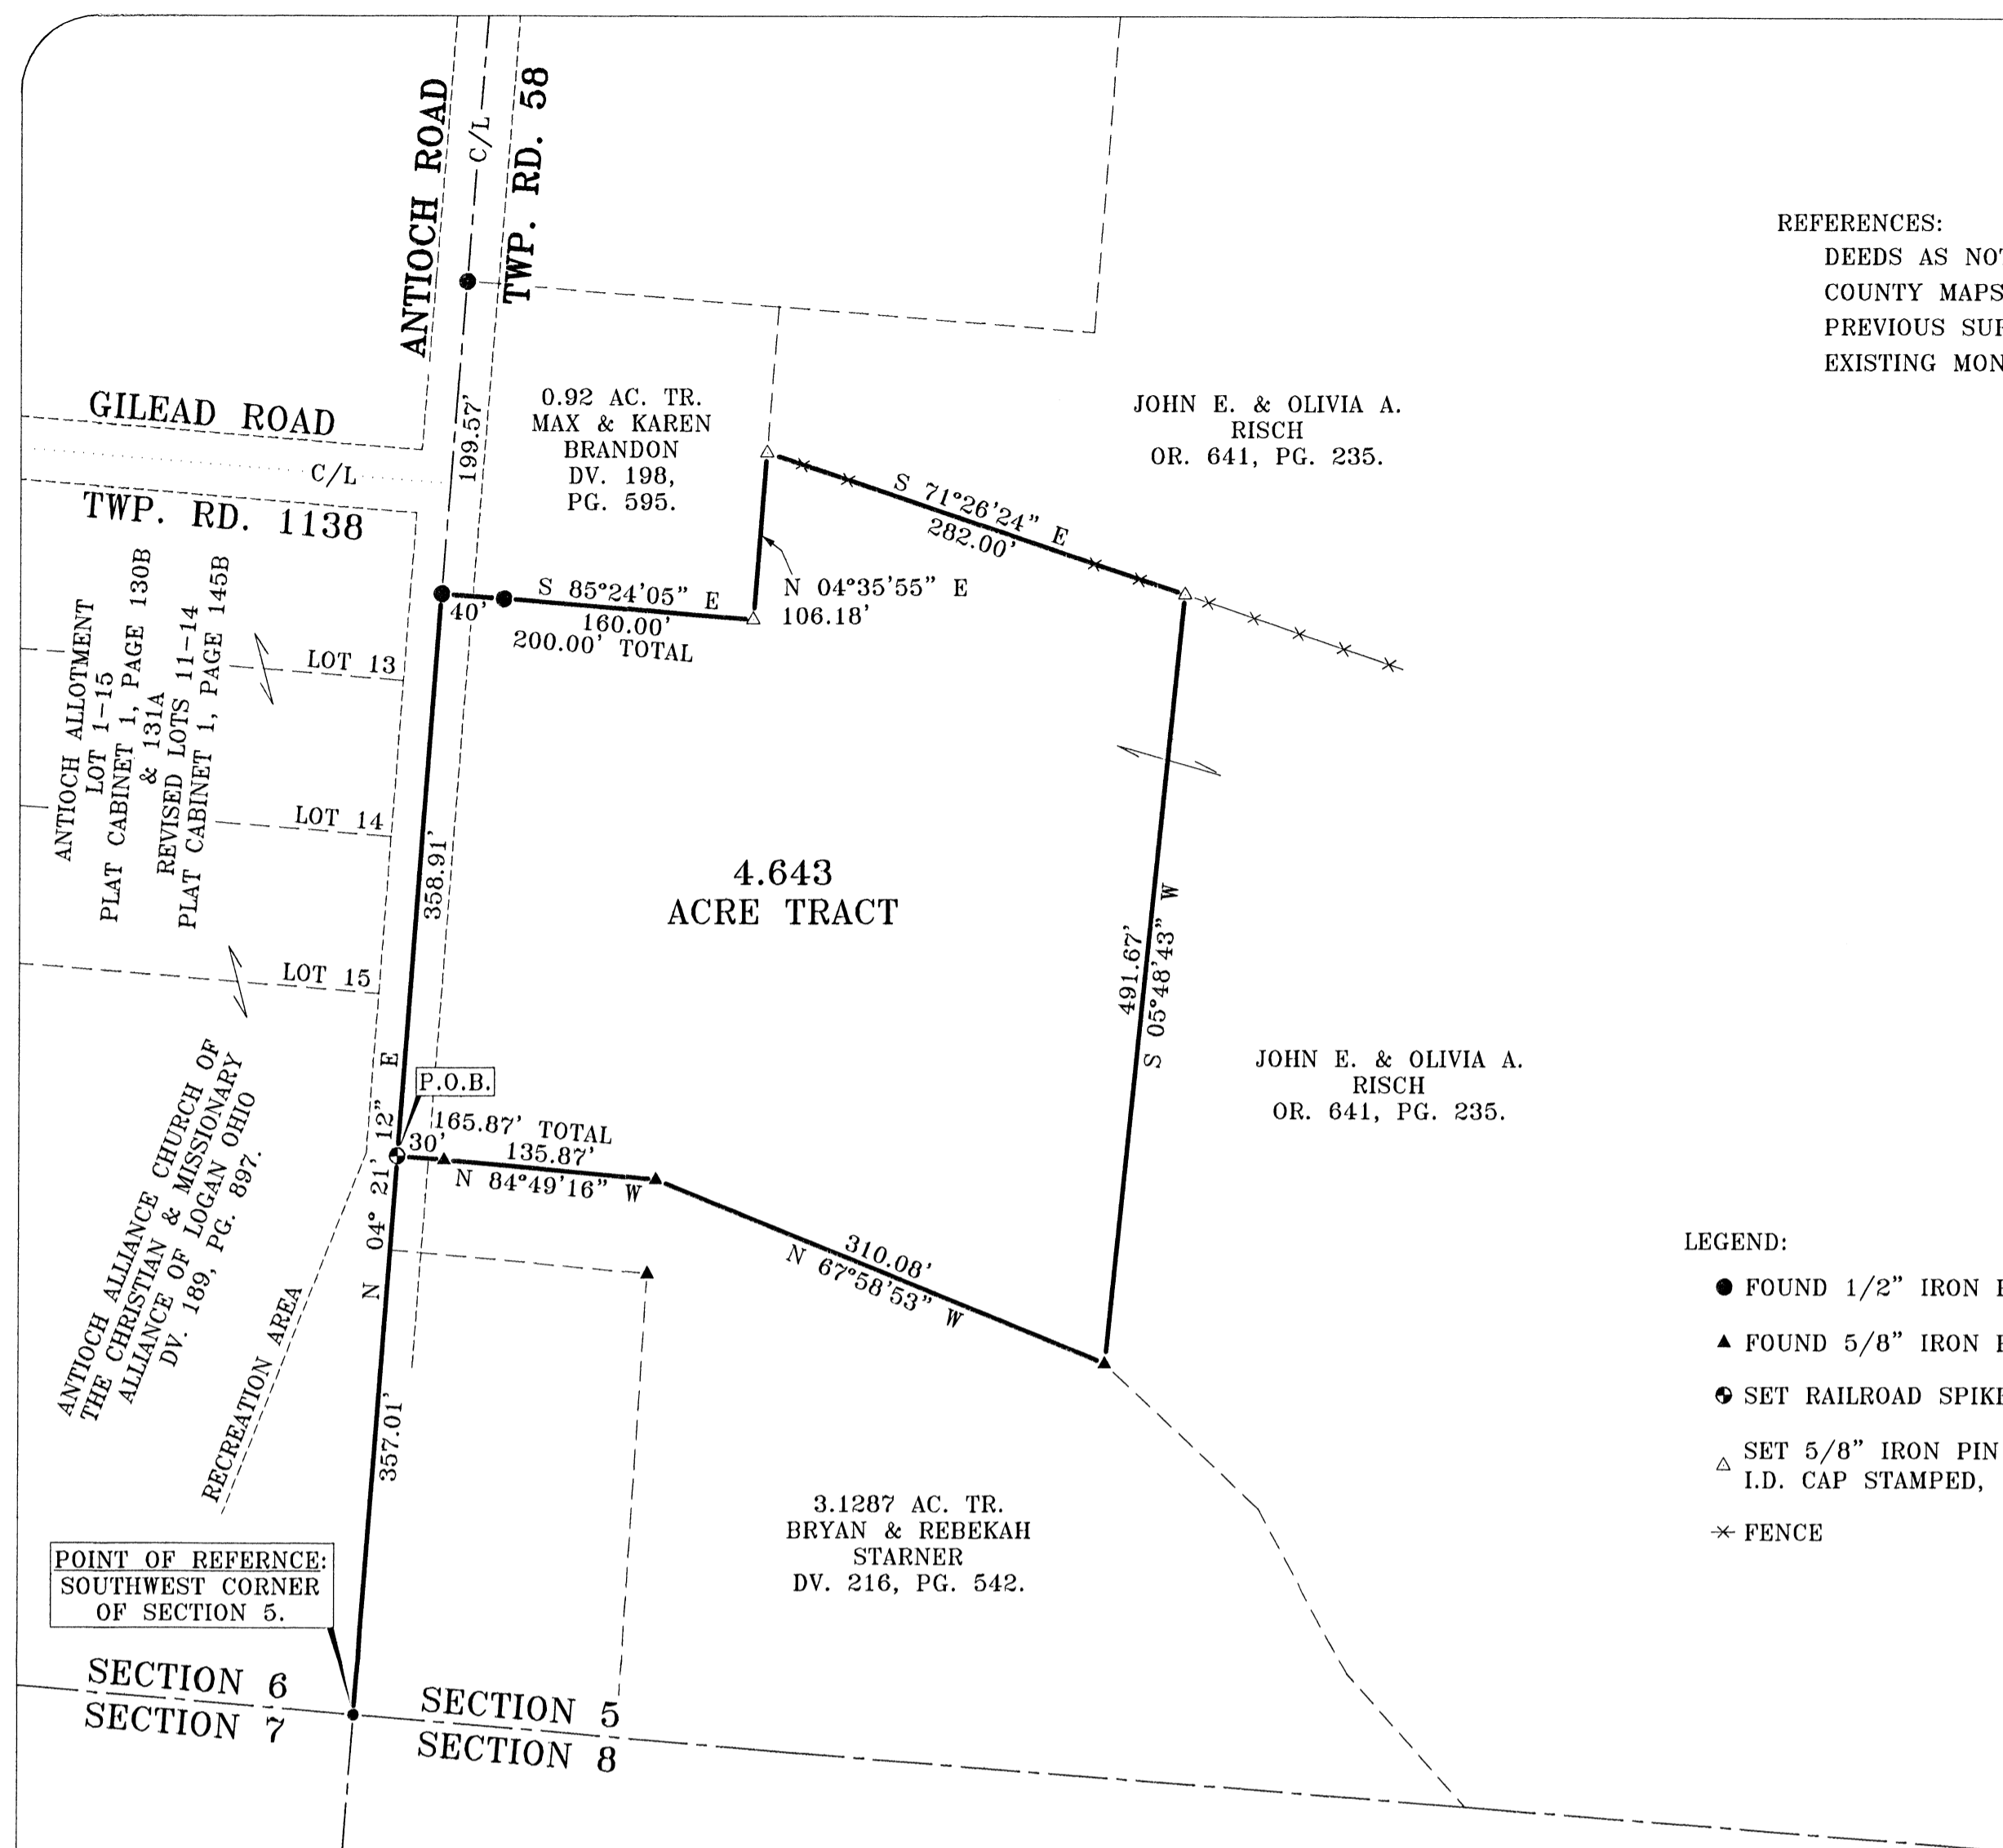 ANTIOCH ROAD
C/L
TWP. RD. 58
REFERENCES:
DEEDS AS
COUNTY MAPS
PREVIOUS
EXISTING
GILEAD ROAD
C/L
TWP. RD. 1138
199.57'
0.92 AC. TR.
MAX & KAREN
BRANDON
DV. 198,
PG. 595.
JOHN E. & OLIVIA A.
RISCH
OR. 641, PG. 235.
S 71°26'24" E
282.00'
N 04°35'55" E
106.18'
S 85°24'05" E
40'
160.00'
200.00' TOTAL
ANTIOCH ALLOTMENT
LOT 1-15
PLAT CABINET 1, PAGE 130B
& 131A
REVISED LOTS 11-14
PLAT CABINET 1, PAGE 145B
LOT 13
LOT 14
LOT 15
358.91'
4.643
ACRE TRACT
491.67'
S 05°48'43" W
JOHN E. & OLIVIA A.
RISCH
OR. 641, PG. 235.
P.O.B.
30'
165.87' TOTAL
135.87'
N 84°49'16" W
310.08'
N 67°58'53" W
N 04° 21' 12" E
357.01'
ANTIOCH ALLIANCE CHURCH OF
THE CHRISTIAN & MISSIONARY
ALLIANCE OF LOGAN OHIO
DV. 189, PG. 897.
RECREATION AREA
LEGEND:
FOUND 1/2" IRON
FOUND 5/8" IRON
SET RAILROAD SPIKE
SET 5/8" IRON PIN
I.D. CAP STAMPED,
FENCE
3.1287 AC. TR.
BRYAN & REBEKAH
STARNER
DV. 216, PG. 542.
POINT OF REFERNCE:
SOUTHWEST CORNER
OF SECTION 5.
SECTION 6
SECTION 7
SECTION 5
SECTION 8